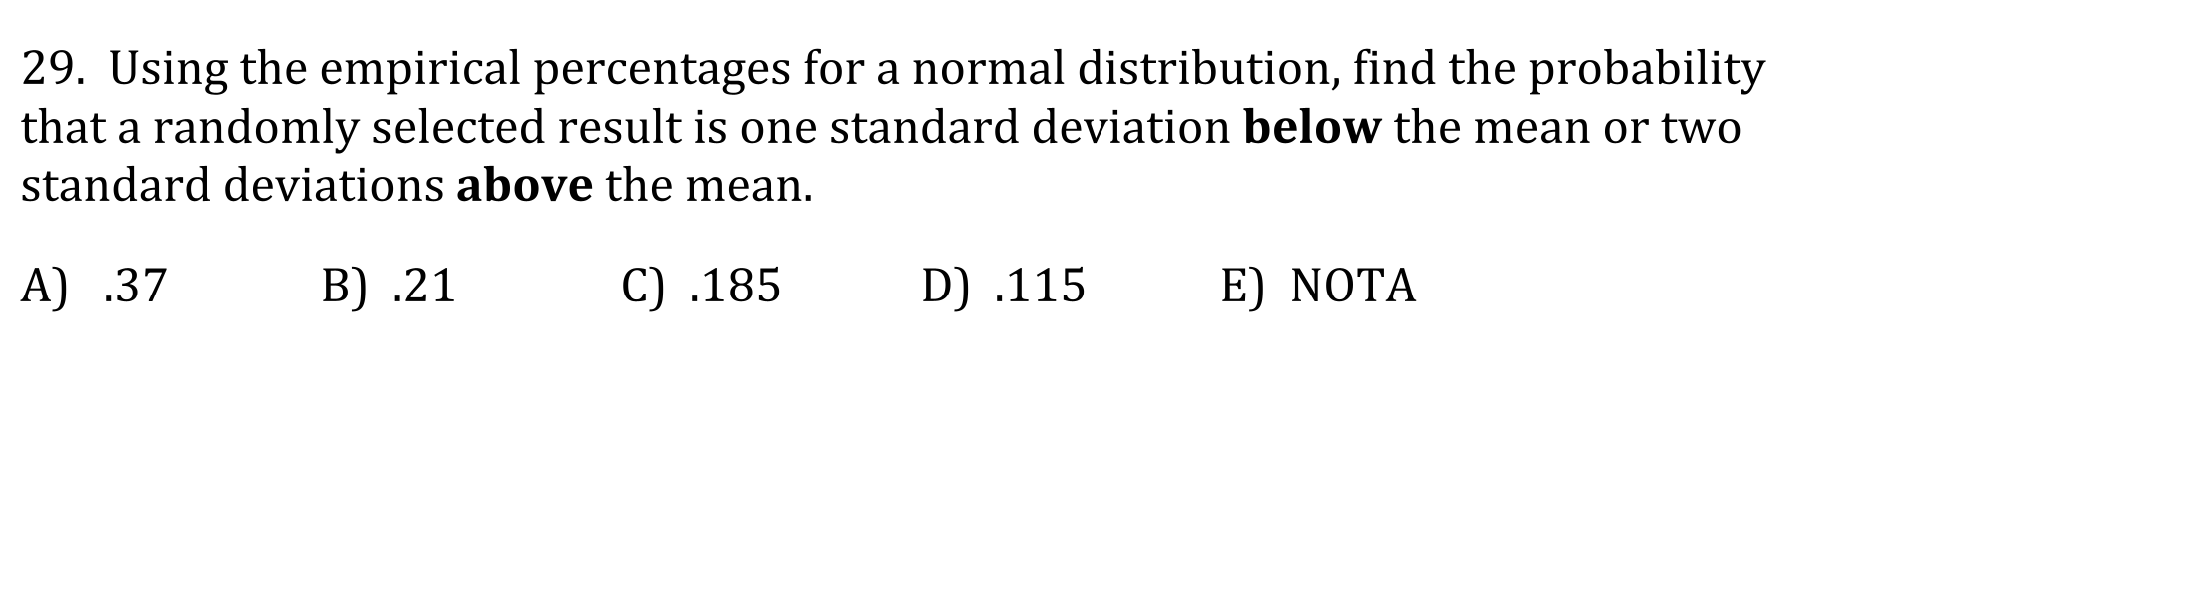 29. Using the empirical percentages for a normal distribution, find the probability
that a randomly selected result is one standard deviation below the mean or two
standard deviations above the mean.
A) .37 B) .21 C) .185 D) .115 E) NOTA